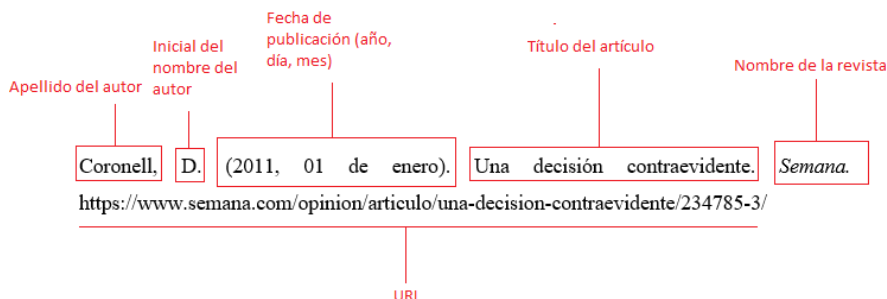 Fecha de
publicación (año,
día, mes)
Inicial del
nombre del
autor
Título del artículo
Nombre de la revista
Apellido del autor
Coronell, D. (2011, 01 de enero). Una decisión contraevidente. Semana.
https://www.semana.com/opinion/articulo/una-decision-contraevidente/234785-3/
URL